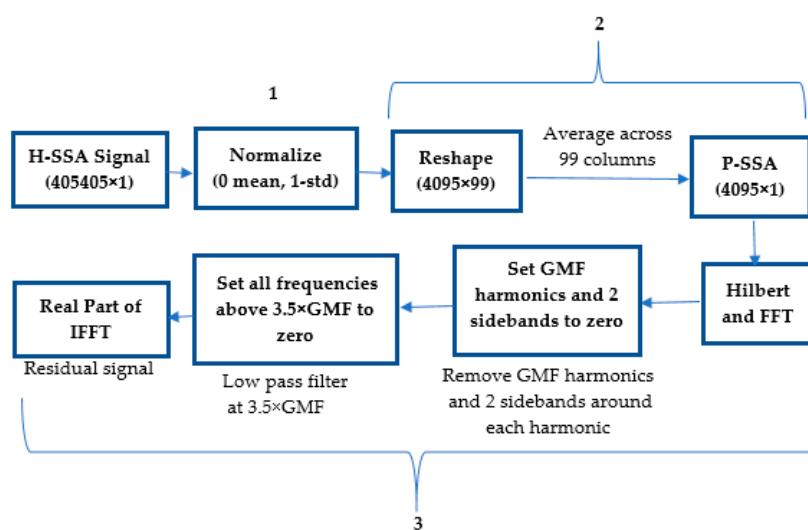 2
1
H-SSA Signal
(405405×1)
Normalize
(0 mean, 1-std)
Reshape
(4095×99)
Average across
99 columns
P-SSA
(4095×1)
Real Part of
IFFT
Residual signal
Set all frequencies
above 3.5×GMF to
zero
Low pass filter
at 3.5×GMF
Set GMF
harmonics and 2
sidebands to zero
Remove GMF harmonics
and 2 sidebands around
each harmonic
Hilbert
and FFT
3